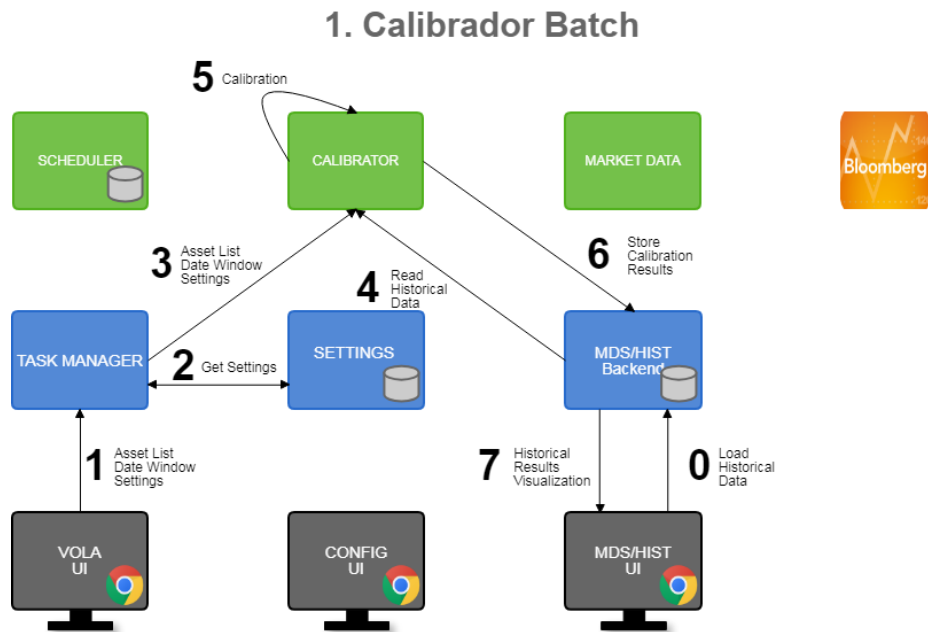 1. Calibrador Batch
5 Calibration
SCHEDULER
CALIBRATOR
MARKET DATA
Bloomberg
3
Asset List
Date Window
Settings
4
Read
Historical
Data
6
Store
Calibration
Results
TASK MANAGER
2 Get Settings
SETTINGS
MDS/HIST
Backend
1
Asset List
Date Window
Settings
7
Historical
Results
Visualization
0
Load
Historical
Data
VOLA
UI
CONFIG
UI
MDS/HIST
UI